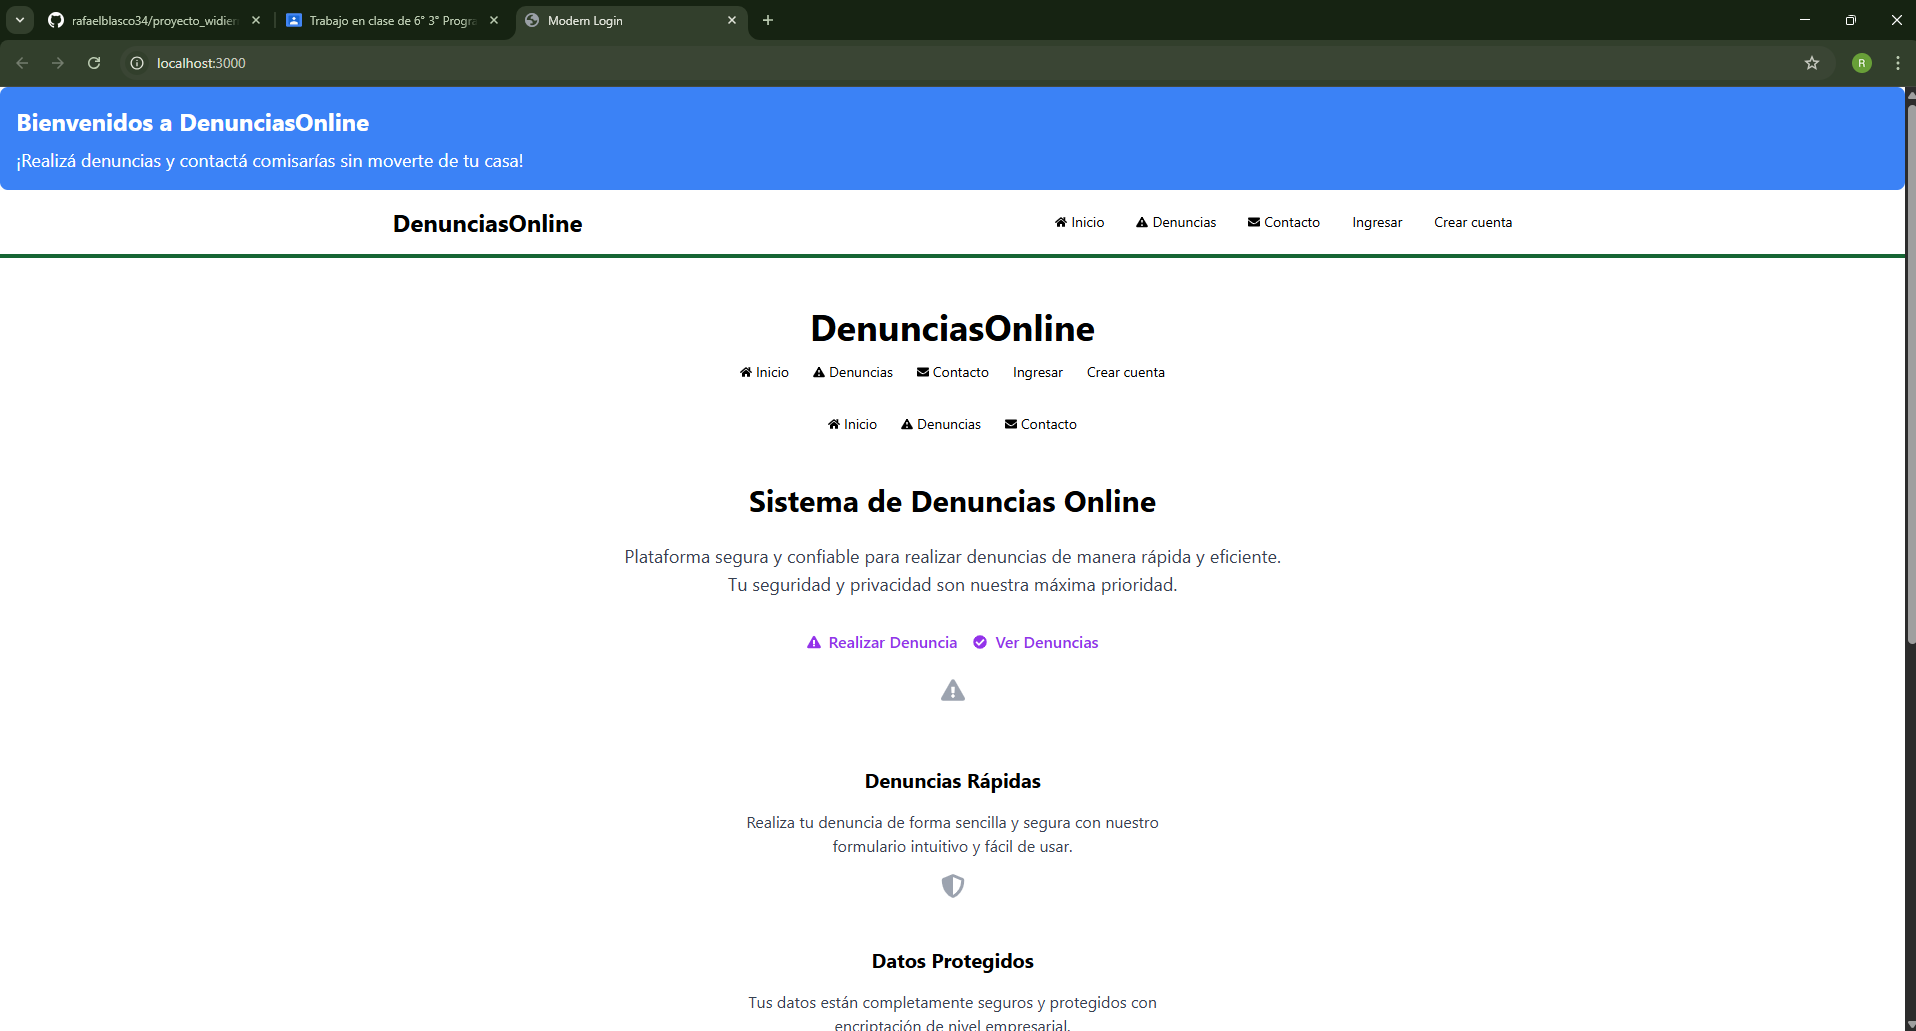 rafaelblasco34/proyecto_widien
Trabajo en clase de 6° 3° Progra
Modern Login
localhost:3000
R
Bienvenidos a DenunciasOnline
¡Realizá denuncias y contactá comisarías sin moverte de tu casa!
DenunciasOnline
Inicio Denuncias Contacto Ingresar Crear cuenta
DenunciasOnline
Inicio Denuncias Contacto Ingresar Crear cuenta
Inicio Denuncias Contacto
Sistema de Denuncias Online
Plataforma segura y confiable para realizar denuncias de manera rápida y eficiente.
Tu seguridad y privacidad son nuestra máxima prioridad.
Realizar Denuncia Ver Denuncias
Denuncias Rápidas
Realiza tu denuncia de forma sencilla y segura con nuestro
formulario intuitivo y fácil de usar.
Datos Protegidos
Tus datos están completamente seguros y protegidos con
encriptación de nivel empresarial.